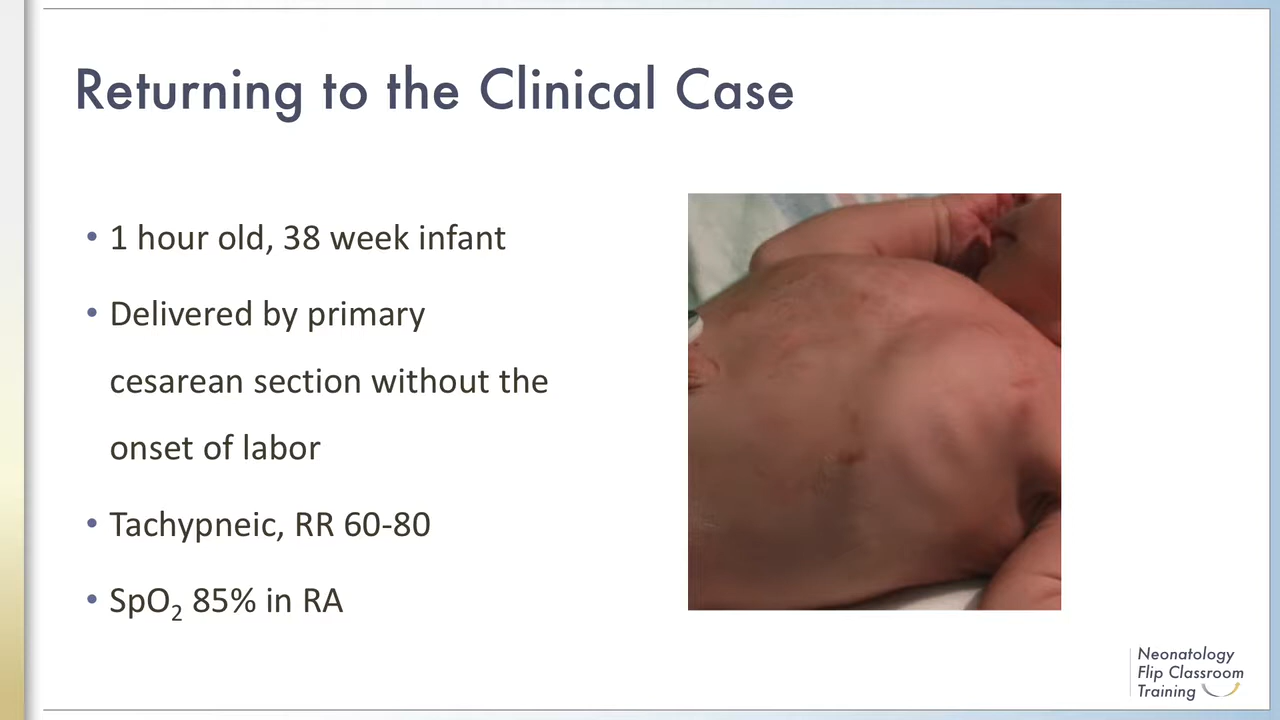 Returning to the Clinical Case
• 1 hour old, 38 week infant
• Delivered by primary
cesarean section without the
onset of labor
• Tachypneic, RR 60-80
• SpO₂ 85% in RA
Neonatology
Flip Classroom
Training